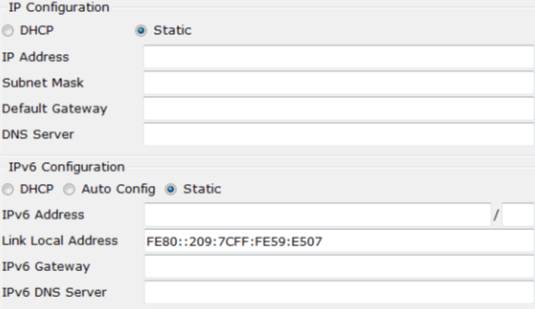 IP Configuration
DHCP Static
IP Address
Subnet Mask
Default Gateway
DNS Server
IPv6 Configuration
DHCP Auto Config Static
IPv6 Address /
Link Local Address FE80::209:7CFF:FE59:E507
IPv6 Gateway
IPv6 DNS Server